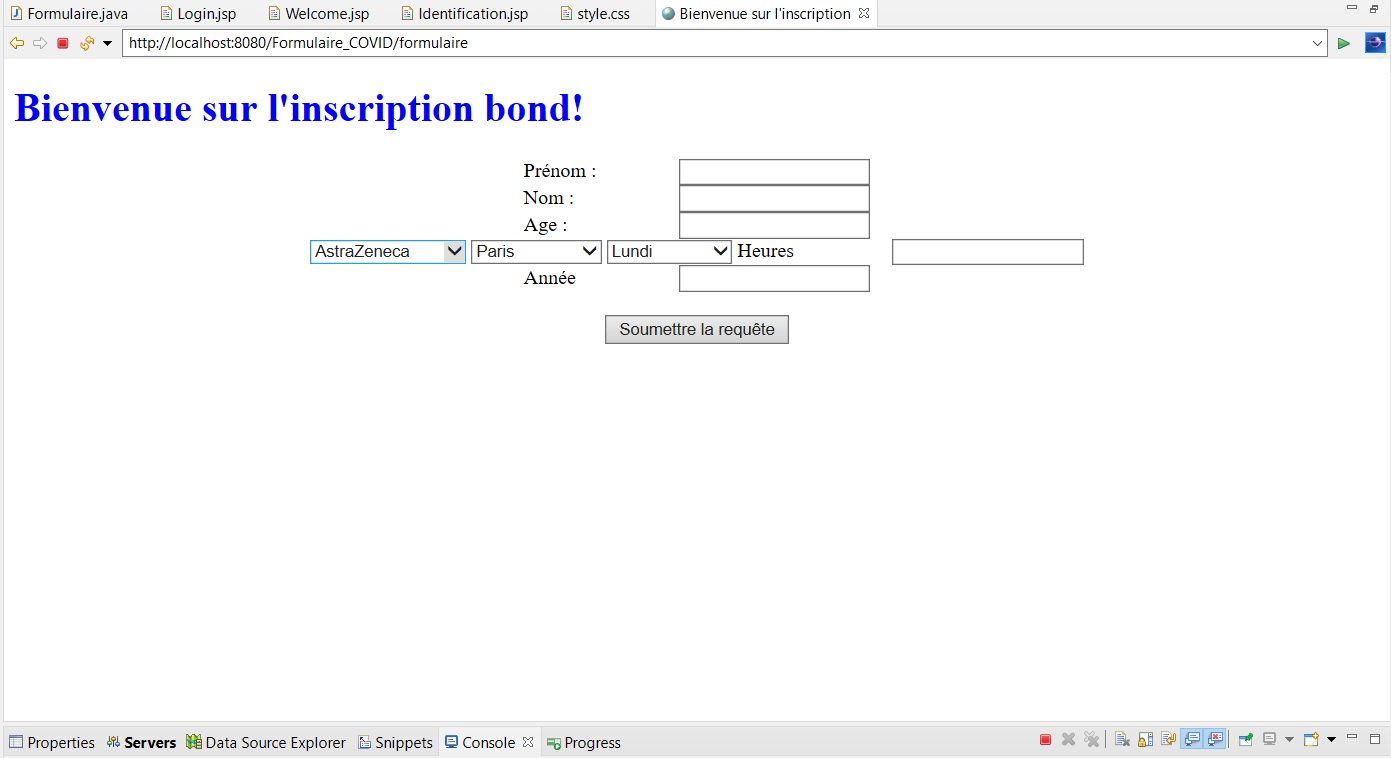 Formulaire.java Login.jsp Welcome.jsp Identification.jsp style.css Bienvenue sur l'inscription
http://localhost:8080/Formulaire_COVID/formulaire
Bienvenue sur l'inscription bond!
Prénom :
Nom :
Age :
AstraZeneca Paris Lundi Heures
Année
Soumettre la requête
Properties Servers Data Source Explorer Snippets Console Progress